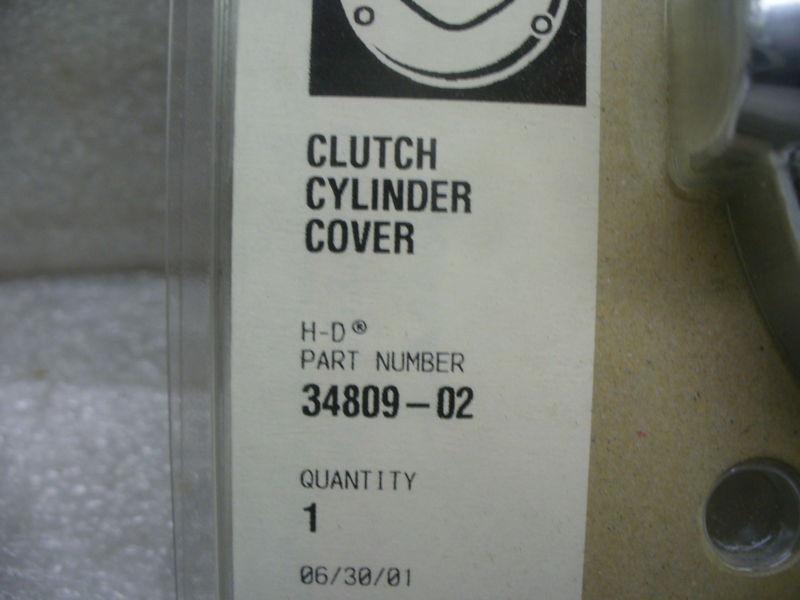 CLUTCH
CYLINDER
COVER
H-D®
PART NUMBER
34809-02
QUANTITY
1
06/30/01